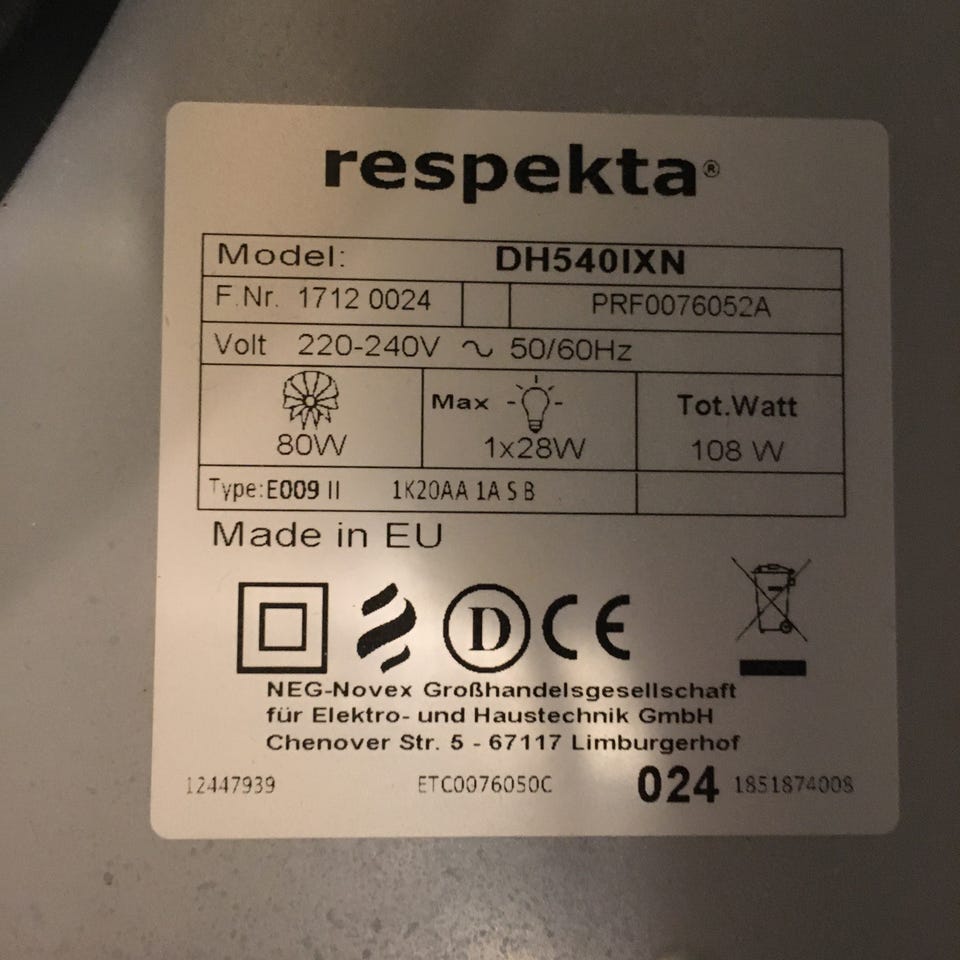 respekta®
Model: DH540IXN
F.Nr. 1712 0024 PRF0076052A
Volt 220-240V ~ 50/60Hz
Max Tot.Watt
80W 1x28W 108 W
Type:E009 II 1K20AA 1A S B
Made in EU
D CE
NEG-Novex Großhandelsgesellschaft
für Elektro- und Haustechnik GmbH
Chenover Str. 5 - 67117 Limburgerhof
12447939 ETC0076050C 024 1851874008